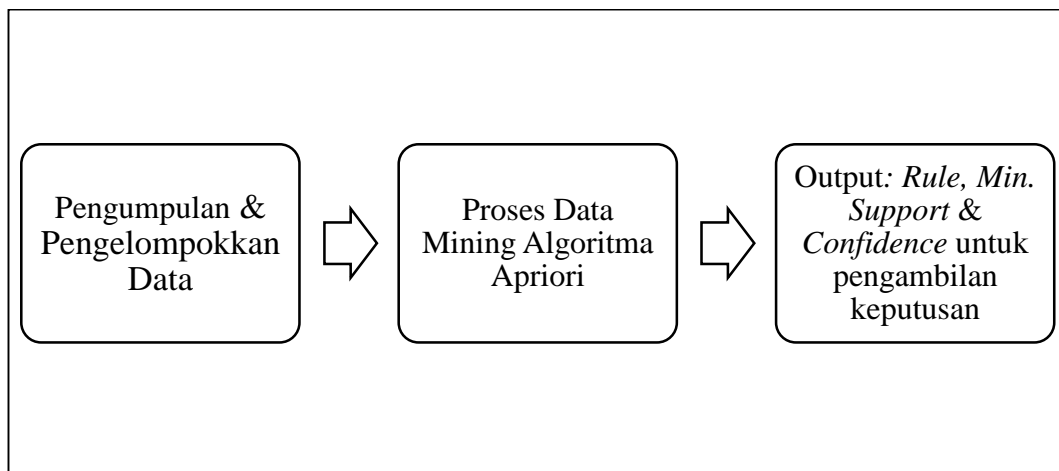 Pengumpulan &
Pengelompokkan
Data
Proses Data
Mining Algoritma
Apriori
Output: Rule, Min.
Support &
Confidence untuk
pengambilan
keputusan